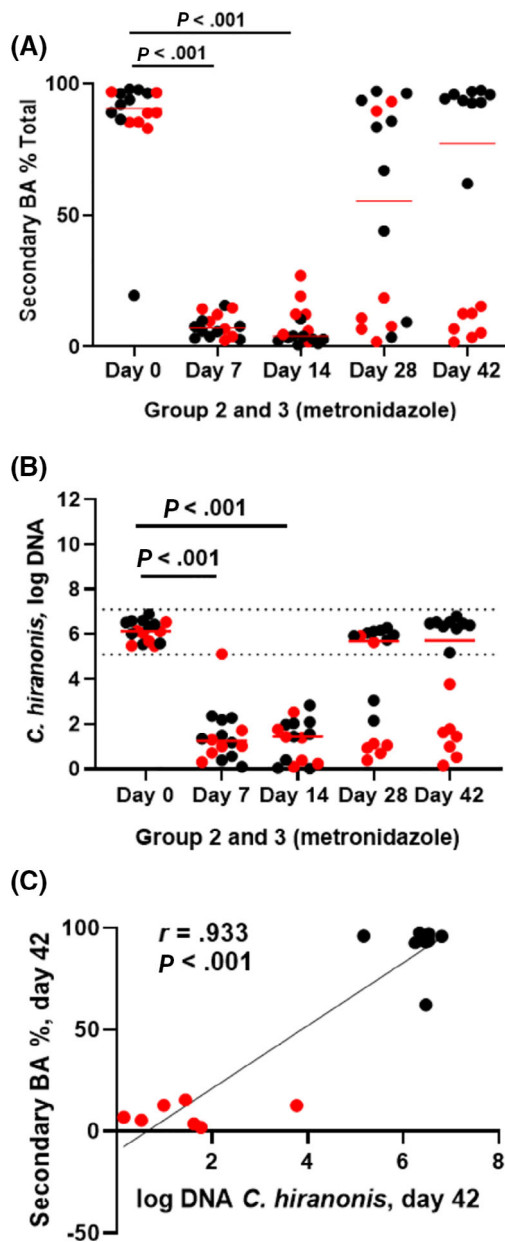 (A)
P < .001
P < .001
Secondary BA % Total
100
50
0
Day 0 Day 7 Day 14 Day 28 Day 42
Group 2 and 3 (metronidazole)
(B)
C. hiranonis, log DNA
12
10
8
6
4
2
0
P < .001
P < .001
Day 0 Day 7 Day 14 Day 28 Day 42
Group 2 and 3 (metronidazole)
(C)
Secondary BA %, day 42
100
50
0
-50
r = .933
P < .001
2 4 6 8
log DNA C. hiranonis, day 42